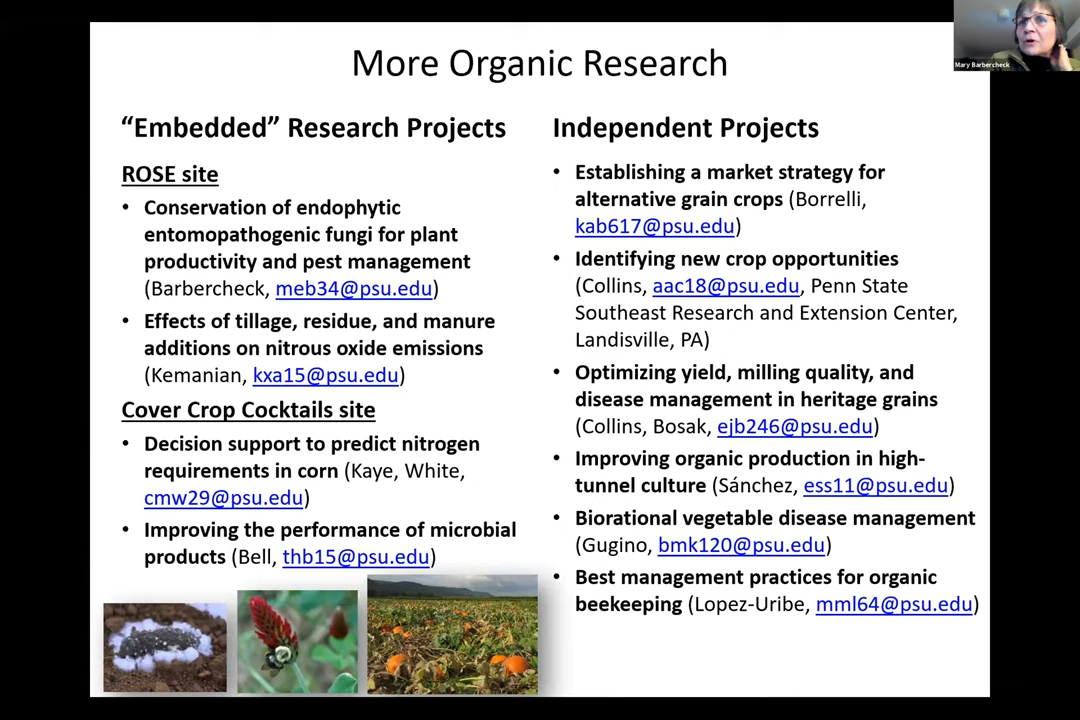 More Organic Research
“Embedded” Research Projects
ROSE site
• Conservation of endophytic
entomopathogenic fungi for plant
productivity and pest management
(Barbercheck, meb34@psu.edu)
• Effects of tillage, residue, and manure
additions on nitrous oxide emissions
(Kemanian, kxa15@psu.edu)
Cover Crop Cocktails site
• Decision support to predict nitrogen
requirements in corn (Kaye, White,
cmw29@psu.edu)
• Improving the performance of microbial
products (Bell, thb15@psu.edu)
Independent Projects
• Establishing a market strategy for
alternative grain crops (Borrelli,
kab617@psu.edu)
• Identifying new crop opportunities
(Collins, aac18@psu.edu, Penn State
Southeast Research and Extension Center,
Landisville, PA)
• Optimizing yield, milling quality, and
disease management in heritage grains
(Collins, Bosak, ejb246@psu.edu)
• Improving organic production in high-
tunnel culture (Sánchez, ess11@psu.edu)
• Biorational vegetable disease management
(Gugino, bmk120@psu.edu)
• Best management practices for organic
beekeeping (Lopez-Uribe, mml64@psu.edu)
Mary Barbercheck